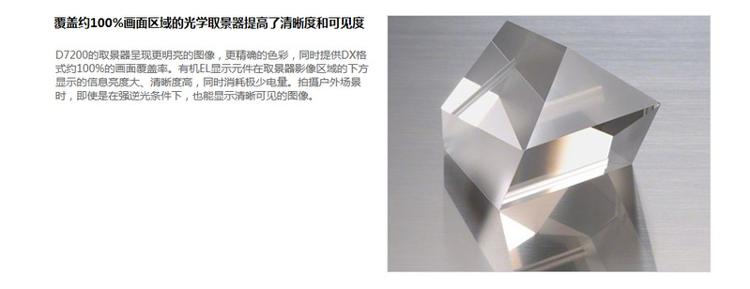 覆盖约100%画面区域的光学取景器提高了清晰度和可见度
D7200的取景器呈现更明亮的图像，更精确的色彩，同时提供DX格
式约100%的画面覆盖率。有机EL显示元件在取景器影像区域的下方
显示的信息亮度大、清晰度高，同时消耗极少电量。拍摄户外场景
时，即使是在强逆光条件下，也能显示清晰可见的图像。